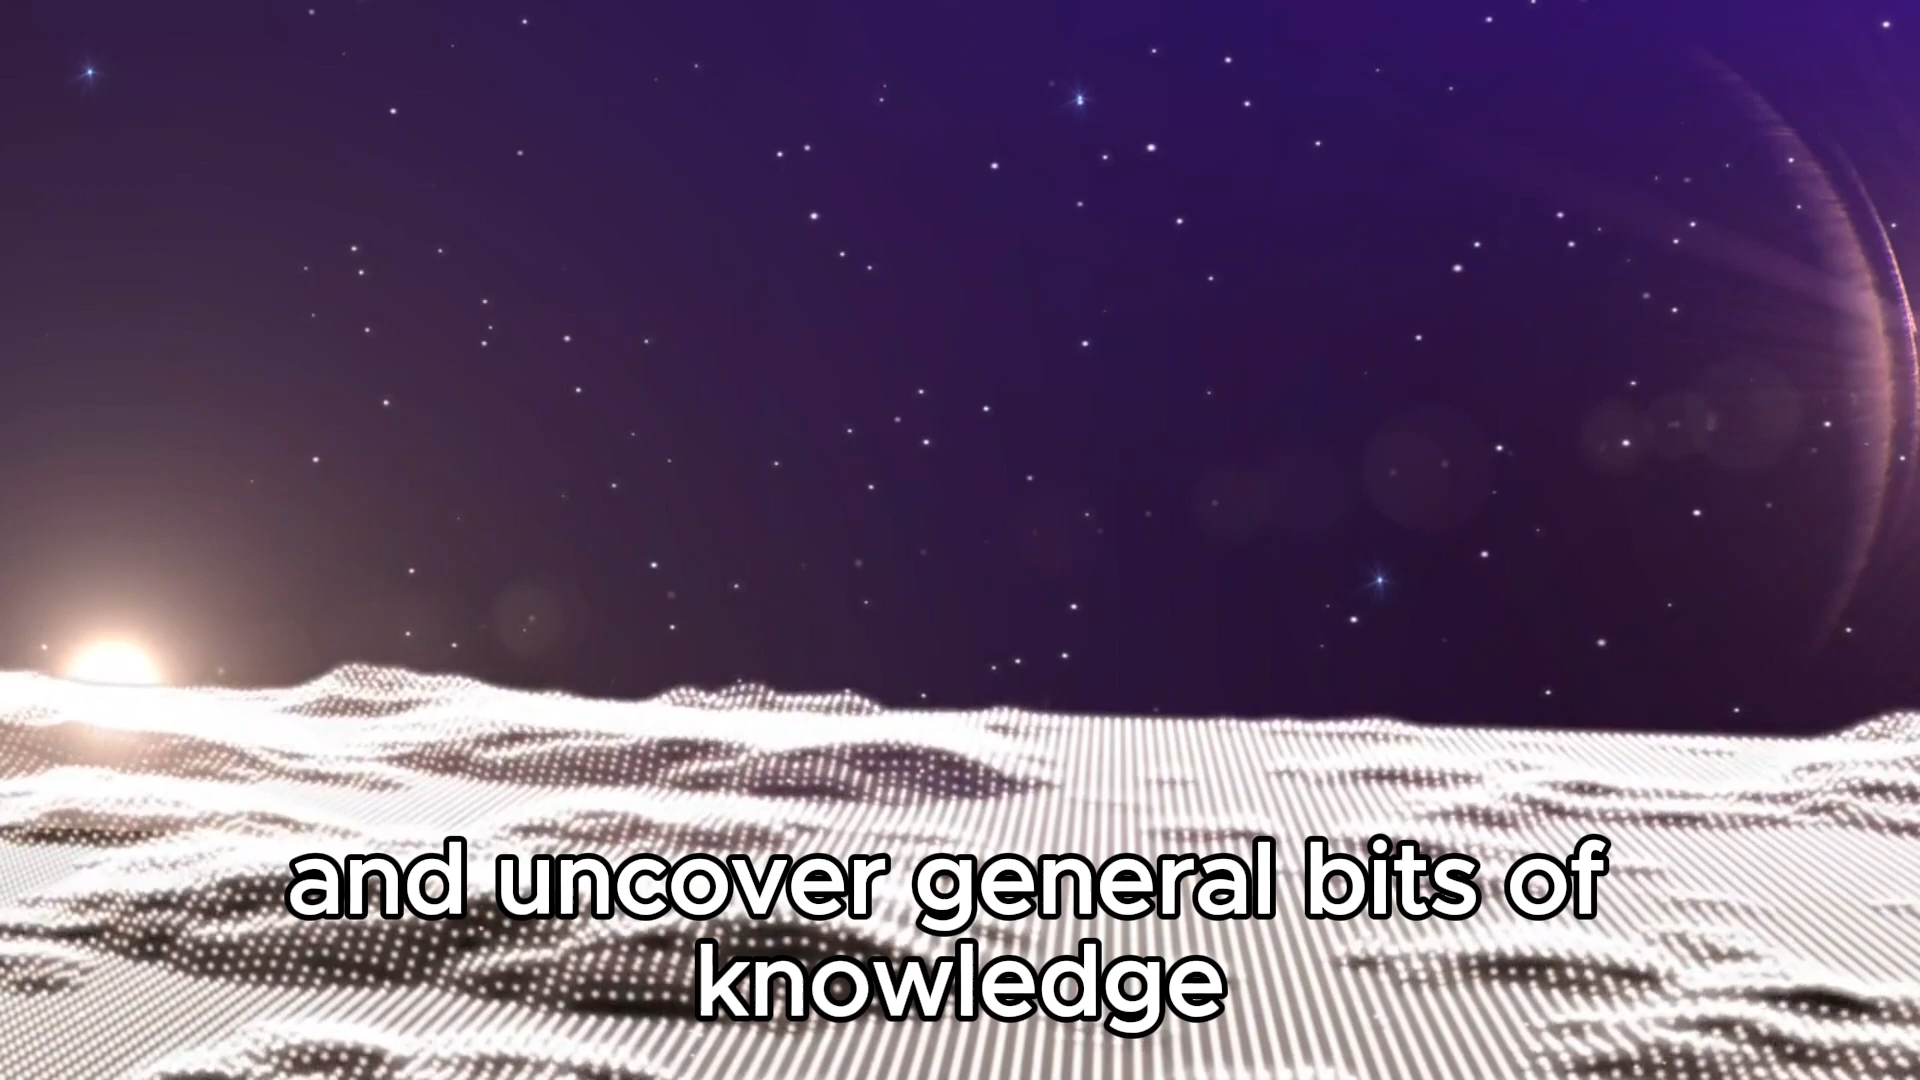 and uncover general bits of
knowledge